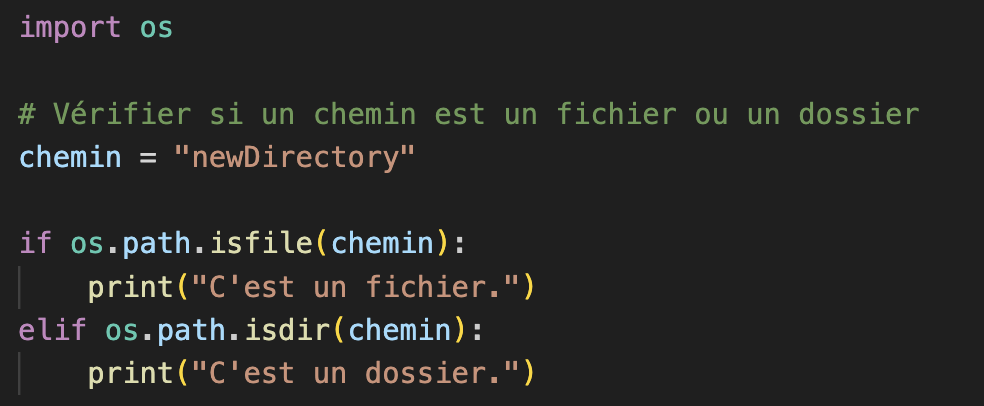 import os
# Vérifier si un chemin est un fichier ou un dossier
chemin = "newDirectory"
if os.path.isfile(chemin):
    print("C'est un fichier.")
elif os.path.isdir(chemin):
    print("C'est un dossier.")